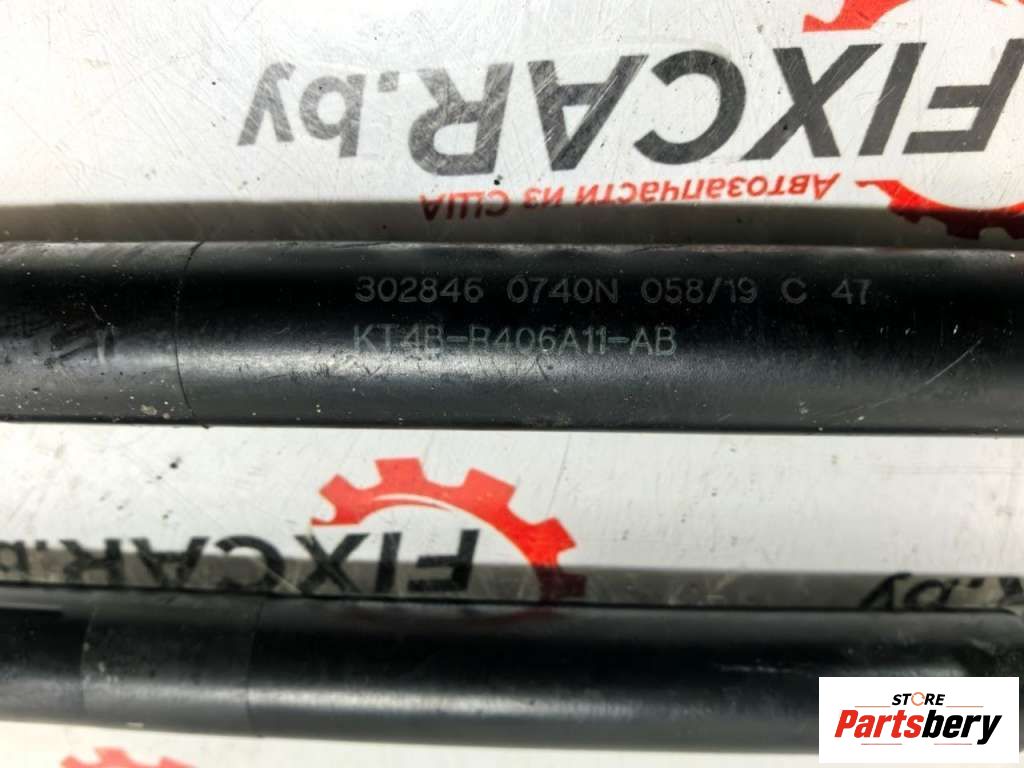 FIXCAR.by
Автозапчасти из США
302846 0740N 058/19 C 47
KT4B-R406A11-AB
FIXCAR.b
R.by
STORE
Partsbery